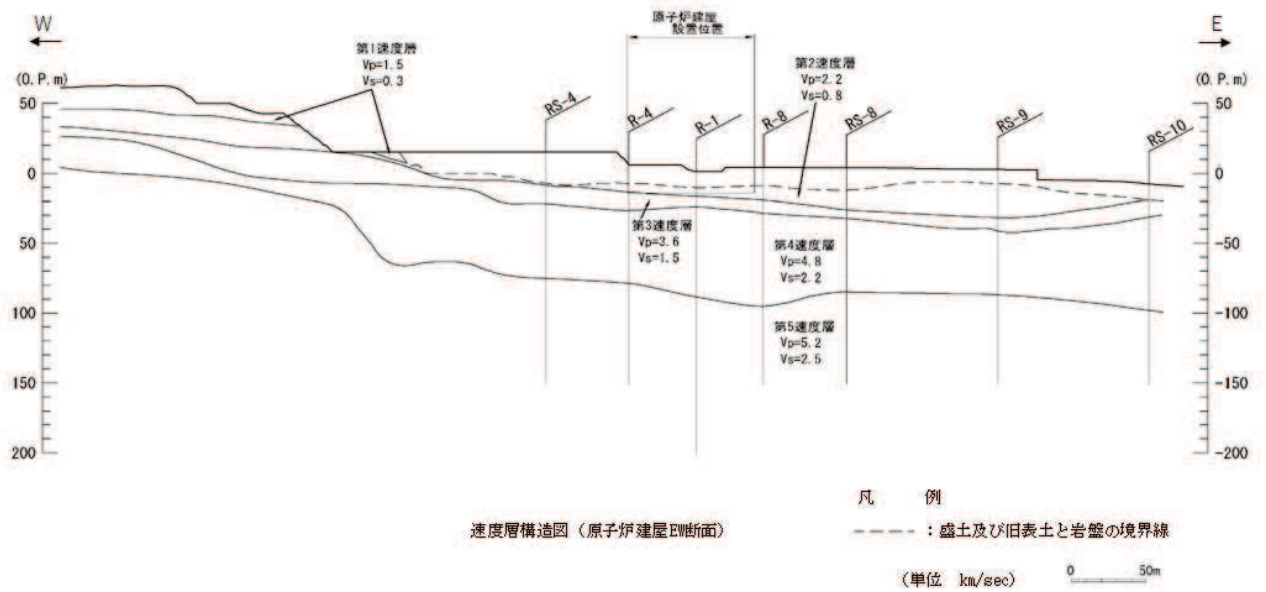 W
E
原子炉建屋
設置位置
第1速度層
Vp=1.5
Vs=0.3
第2速度層
Vp=2.2
Vs=0.8
(O.P.m)
(O.P.m)
50
0
50
100
150
200
RS-4
R-4
R-1
R-8
RS-8
RS-9
RS-10
50
0
-50
-100
-150
-200
第3速度層
Vp=3.6
Vs=1.5
第4速度層
Vp=4.8
Vs=2.2
第5速度層
Vp=5.2
Vs=2.5
凡 例
速度層構造図（原子炉建屋EW断面）
：盛土及び旧表土と岩盤の境界線
（単位 km/sec）
0 50m